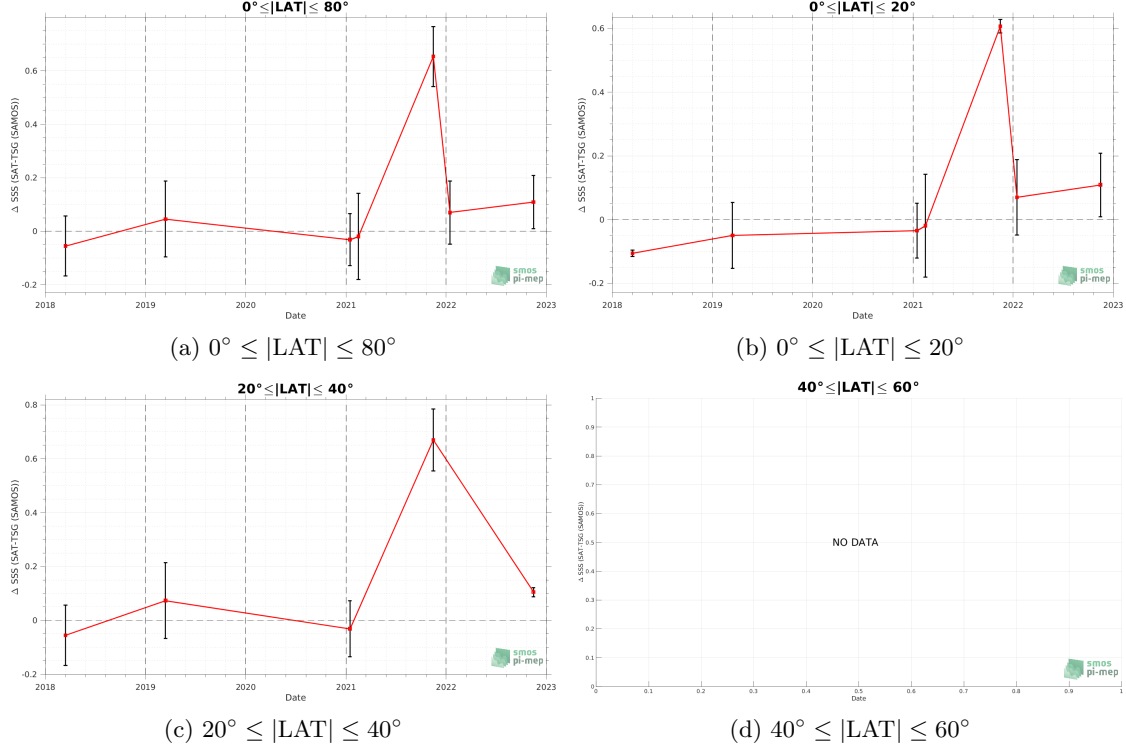 0°≤|LAT|≤ 80°
Δ SSS (SAT-TSG (SAMOS))
0.6
0.4
0.2
0
-0.2
2018 2019 2020 2021 2022 2023
Date
smos
pi-mep
(a) 0° ≤ |LAT| ≤ 80°
0°≤|LAT|≤ 20°
Δ SSS (SAT-TSG (SAMOS))
0.6
0.4
0.2
0
-0.2
2018 2019 2020 2021 2022 2023
Date
smos
pi-mep
(b) 0° ≤ |LAT| ≤ 20°
20°≤|LAT|≤ 40°
Δ SSS (SAT-TSG (SAMOS))
0.8
0.6
0.4
0.2
0
-0.2
2018 2019 2020 2021 2022 2023
Date
smos
pi-mep
(c) 20° ≤ |LAT| ≤ 40°
40°≤|LAT|≤ 60°
Δ SSS (SAT-TSG (SAMOS))
1
0.9
0.8
0.7
0.6
0.5
0.4
0.3
0.2
0.1
0
NO DATA
0 0.1 0.2 0.3 0.4 0.5 0.6 0.7 0.8 0.9 1
Date
smos
pi-mep
(d) 40° ≤ |LAT| ≤ 60°